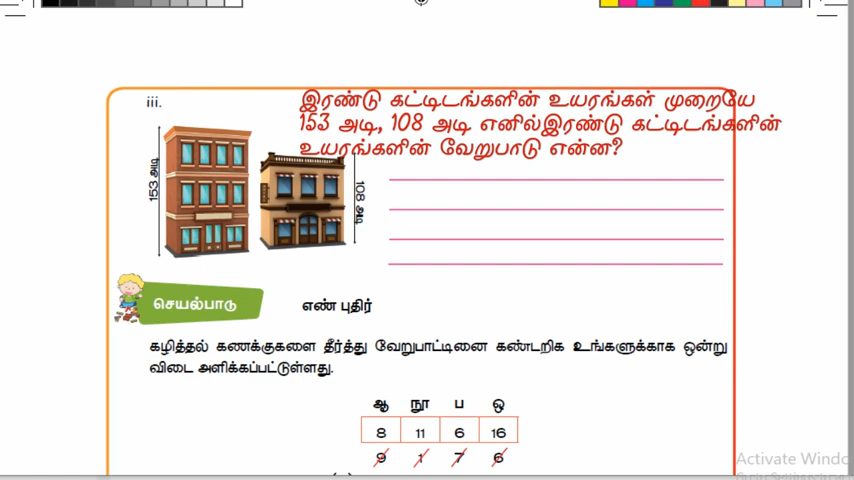 iii.
இரண்டு கட்டிடங்களின் உயரங்கள் முறையே
153 அடி, 108 அடி எனில்இரண்டு கட்டிடங்களின்
உயரங்களின் வேறுபாடு என்ன?
153 அடி
108 அடி
செயல்பாடு
எண் புதிர்
கழித்தல் கணக்குகளை தீர்த்து வேறுபாட்டினை கண்டறிக உங்களுக்காக ஒன்று
விடை அளிக்கப்பட்டுள்ளது.
ஆ நூ ப ஒ
8 11 6 16
9 1 7 6
Activate Windo